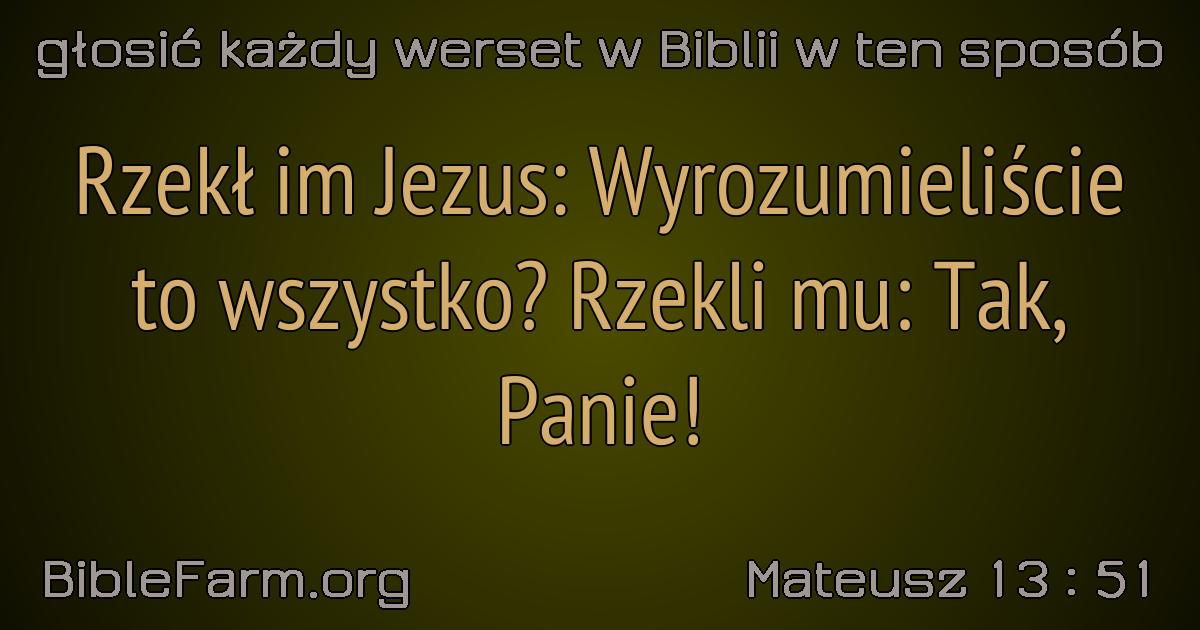 głosić każdy werset w Biblii w ten sposób
Rzekł im Jezus: Wyrozumieliście
to wszystko? Rzekli mu: Tak,
Panie!
BibleFarm.org
Mateusz 13 : 51